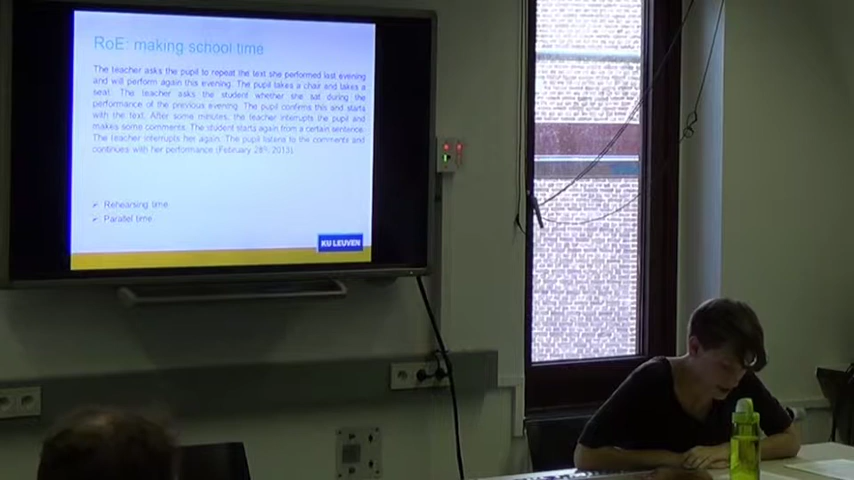 RoE: making school time
The teacher asks the pupil to repeat the text she performed last evening
and will perform again this evening. The pupil takes a chair and takes a
seat. The teacher asks the student whether she sat during the
performance of the previous evening. The pupil confirms this and starts
with the text. After some minutes, the teacher interrupts the pupil and
makes some comments. The student starts again from a certain sentence.
The teacher interrupts her again. The pupil listens to the comments and
continues with her performance (February 28th, 2013)
➢ Rehearsing time.
➢ Parallel time.
KU LEUVEN